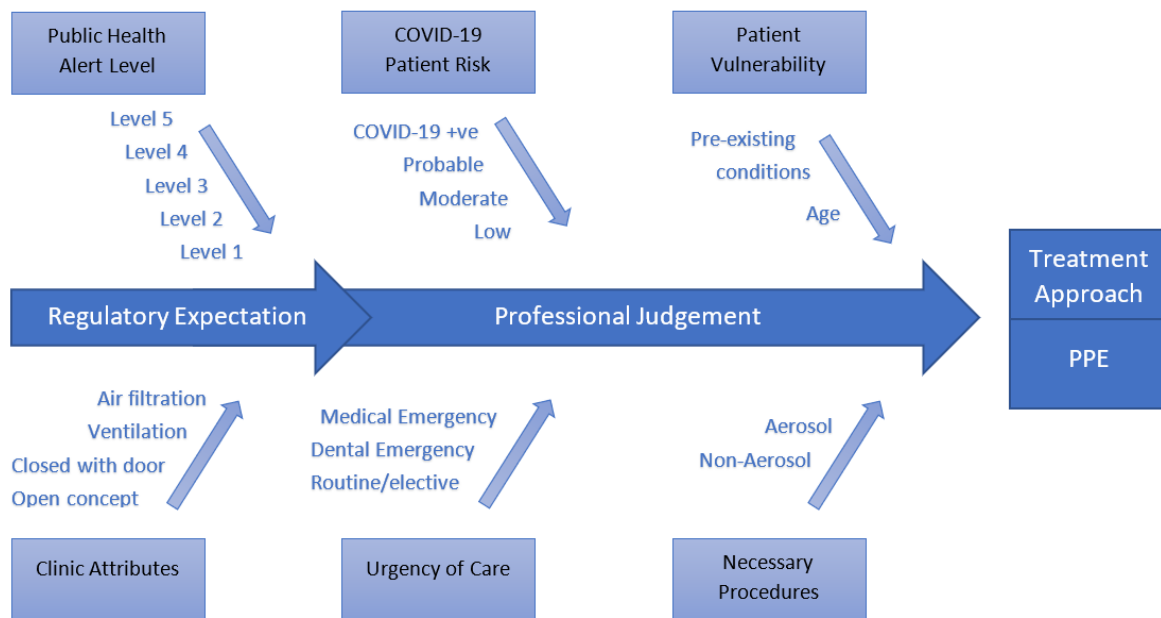 Public Health
Alert Level
COVID-19
Patient Risk
Patient
Vulnerability
Level 5
Level 4
Level 3
Level 2
Level 1
COVID-19 +ve
Probable
Moderate
Low
Pre-existing
conditions
Age
Regulatory Expectation
Professional Judgement
Treatment
Approach
PPE
Air filtration
Ventilation
Closed with door
Open concept
Medical Emergency
Dental Emergency
Routine/elective
Aerosol
Non-Aerosol
Clinic Attributes
Urgency of Care
Necessary
Procedures